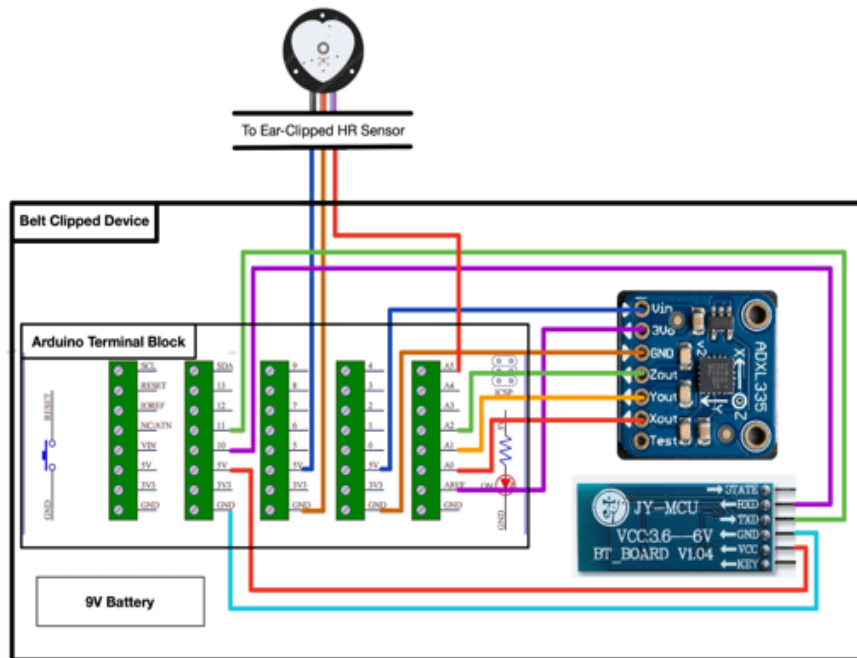 To Ear-Clipped HR Sensor
Belt Clipped Device
Arduino Terminal Block
RESET
GND
SCL
RESET
IOREF
NC/ATN
VIN
5V
3V3
GND
SDA
13
12
11
10
5V
3V3
GND
9
8
7
6
5
5V
3V3
GND
4
3
2
1
0
5V
3V3
GND
A5
A4
A3
A2
A1
A0
AREF
GND
ICSP
ON
GND
Vin
3Vo
GND
Zout
Yout
Xout
Test
ADXL335
X
Y
Z
JY-MCU
VCC:3.6--6V
BT_BOARD V1.04
STATE
RXD
TXD
GND
VCC
KEY
9V Battery